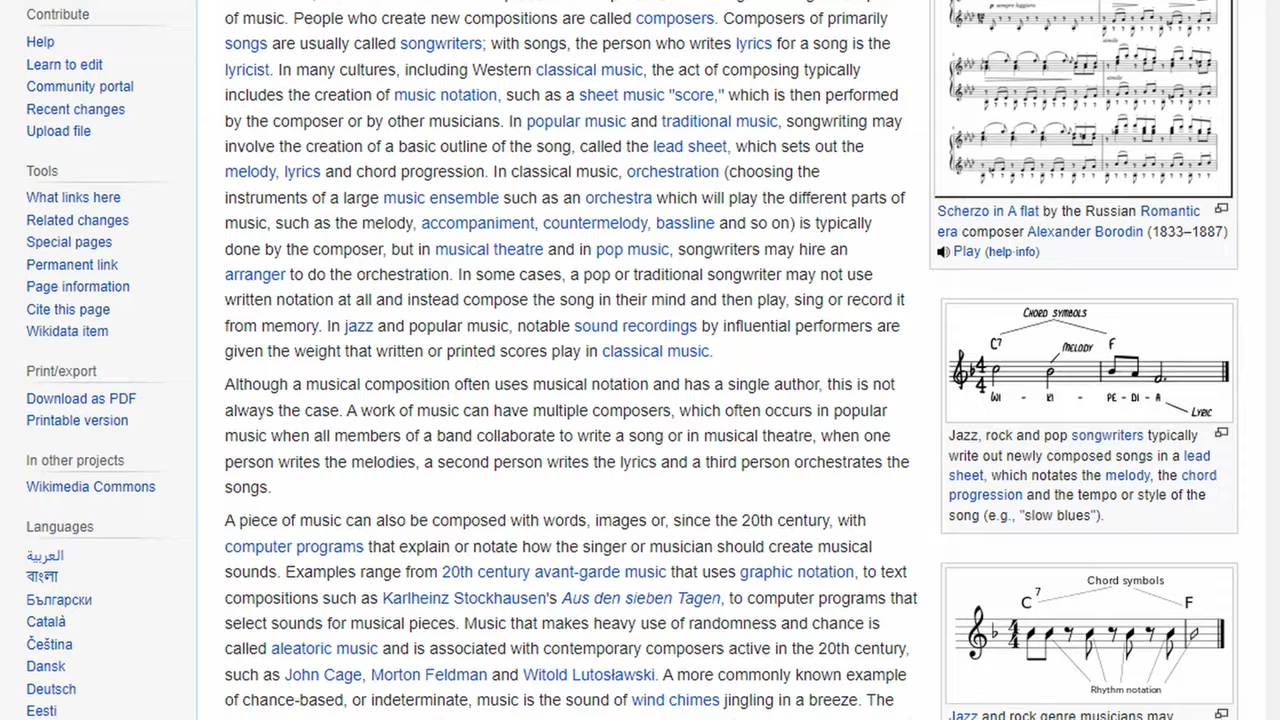 Contribute
Help
Learn to edit
Community portal
Recent changes
Upload file
Tools
What links here
Related changes
Special pages
Permanent link
Page information
Cite this page
Wikidata item
Print/export
Download as PDF
Printable version
In other projects
Wikimedia Commons
Languages
العربية
বাংলা
Български
Català
Čeština
Dansk
Deutsch
Eesti
of music. People who create new compositions are called composers. Composers of primarily
songs are usually called songwriters; with songs, the person who writes lyrics for a song is the
lyricist. In many cultures, including Western classical music, the act of composing typically
includes the creation of music notation, such as a sheet music "score," which is then performed
by the composer or by other musicians. In popular music and traditional music, songwriting may
involve the creation of a basic outline of the song, called the lead sheet, which sets out the
melody, lyrics and chord progression. In classical music, orchestration (choosing the
instruments of a large music ensemble such as an orchestra which will play the different parts of
music, such as the melody, accompaniment, countermelody, bassline and so on) is typically
done by the composer, but in musical theatre and in pop music, songwriters may hire an
arranger to do the orchestration. In some cases, a pop or traditional songwriter may not use
written notation at all and instead compose the song in their mind and then play, sing or record it
from memory. In jazz and popular music, notable sound recordings by influential performers are
given the weight that written or printed scores play in classical music.
Although a musical composition often uses musical notation and has a single author, this is not
always the case. A work of music can have multiple composers, which often occurs in popular
music when all members of a band collaborate to write a song or in musical theatre, when one
person writes the melodies, a second person writes the lyrics and a third person orchestrates the
songs.
A piece of music can also be composed with words, images or, since the 20th century, with
computer programs that explain or notate how the singer or musician should create musical
sounds. Examples range from 20th century avant-garde music that uses graphic notation, to text
compositions such as Karlheinz Stockhausen's Aus den sieben Tagen, to computer programs that
select sounds for musical pieces. Music that makes heavy use of randomness and chance is
called aleatoric music and is associated with contemporary composers active in the 20th century,
such as John Cage, Morton Feldman and Witold Lutosławski. A more commonly known example
of chance-based, or indeterminate, music is the sound of wind chimes jingling in a breeze. The
p sempre leggiero
simile
simile
Scherzo in A flat by the Russian Romantic
era composer Alexander Borodin (1833–1887)
Play (help·info)
CHORD SYMBOLS
C7 MELODY F
WI - KI - PE - DI - A
LYRIC
Jazz, rock and pop songwriters typically
write out newly composed songs in a lead
sheet, which notates the melody, the chord
progression and the tempo or style of the
song (e.g., "slow blues").
Chord symbols
C7 F
Rhythm notation
Jazz and rock genre musicians may